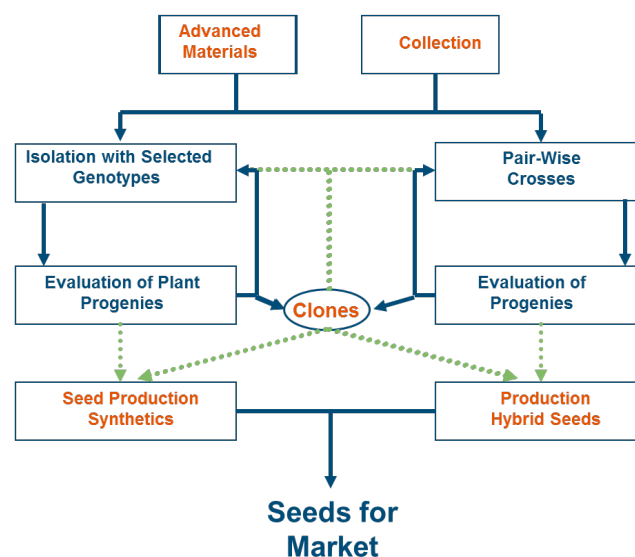 Advanced
Materials
Collection
Isolation with Selected
Genotypes
Pair-Wise
Crosses
Evaluation of Plant
Progenies
Clones
Evaluation of
Progenies
Seed Production
Synthetics
Production
Hybrid Seeds
Seeds for
Market